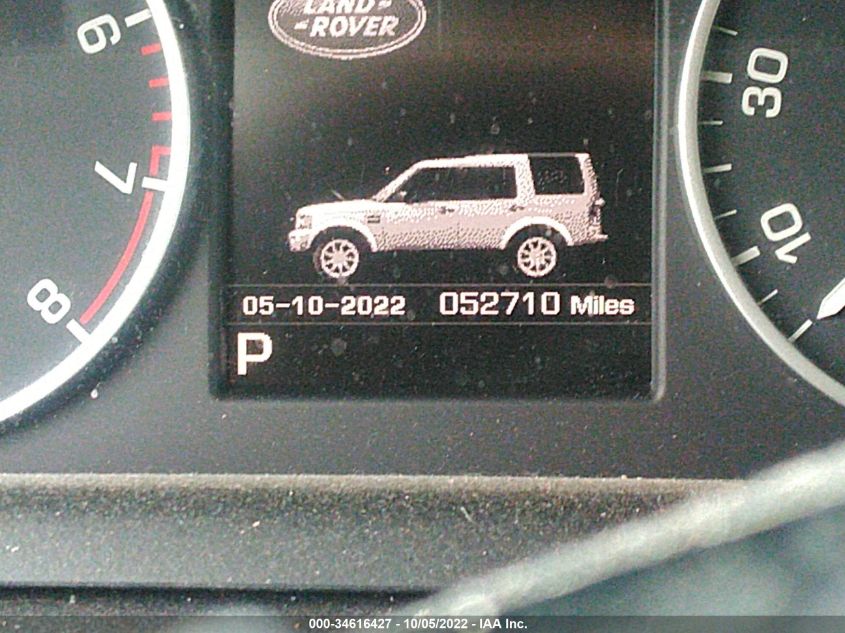 LAND-
-ROVER
6
7
8
30
10
05-10-2022 052710 Miles
P
000-34616427 - 10/05/2022 - IAA Inc.